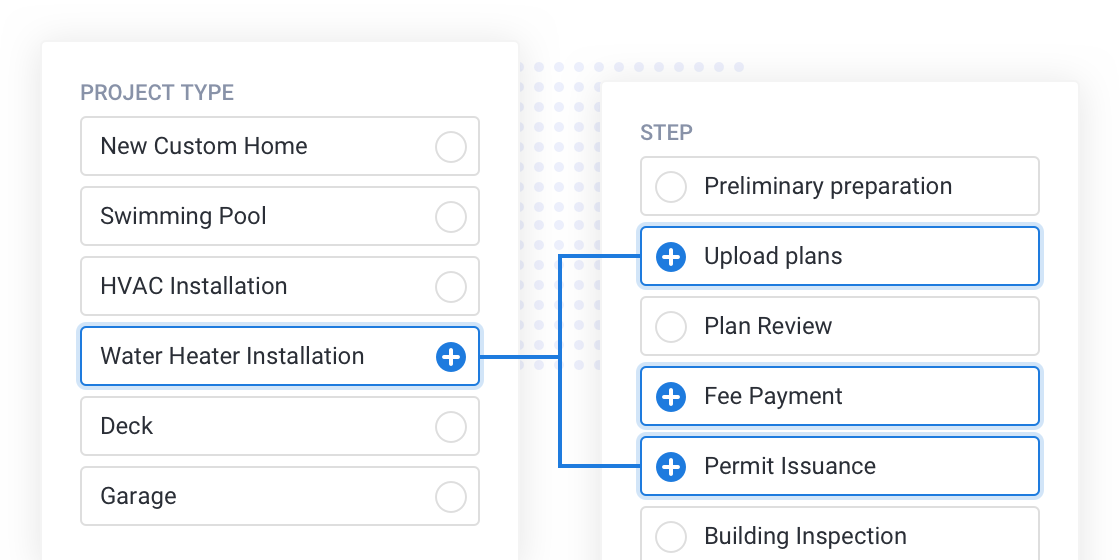 PROJECT TYPE
New Custom Home
Swimming Pool
HVAC Installation
Water Heater Installation
Deck
Garage
STEP
Preliminary preparation
Upload plans
Plan Review
Fee Payment
Permit Issuance
Building Inspection